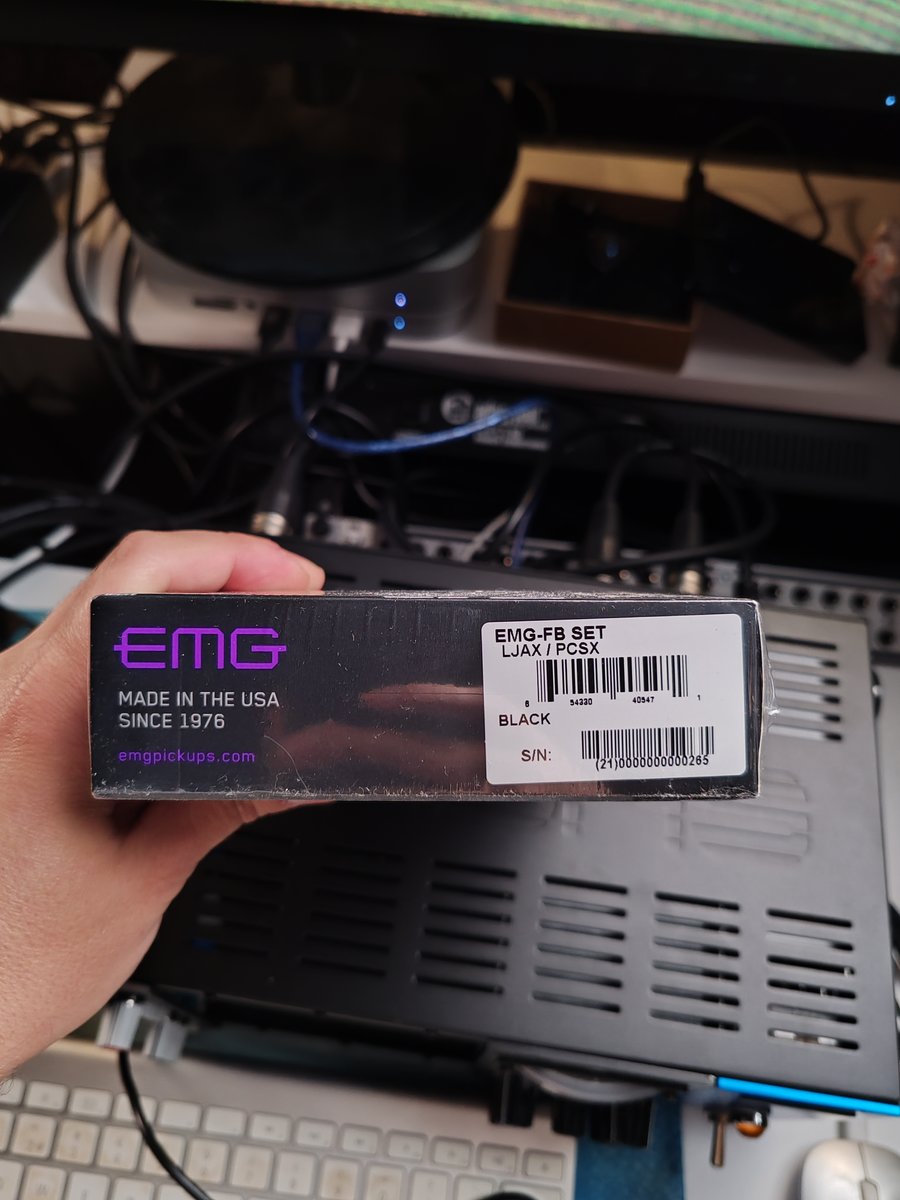 EMG
MADE IN THE USA
SINCE 1976
emgpickups.com
EMG-FB SET
LJAX / PCSX
6 54330 40547 1
BLACK
S/N:
(21)0000000000265